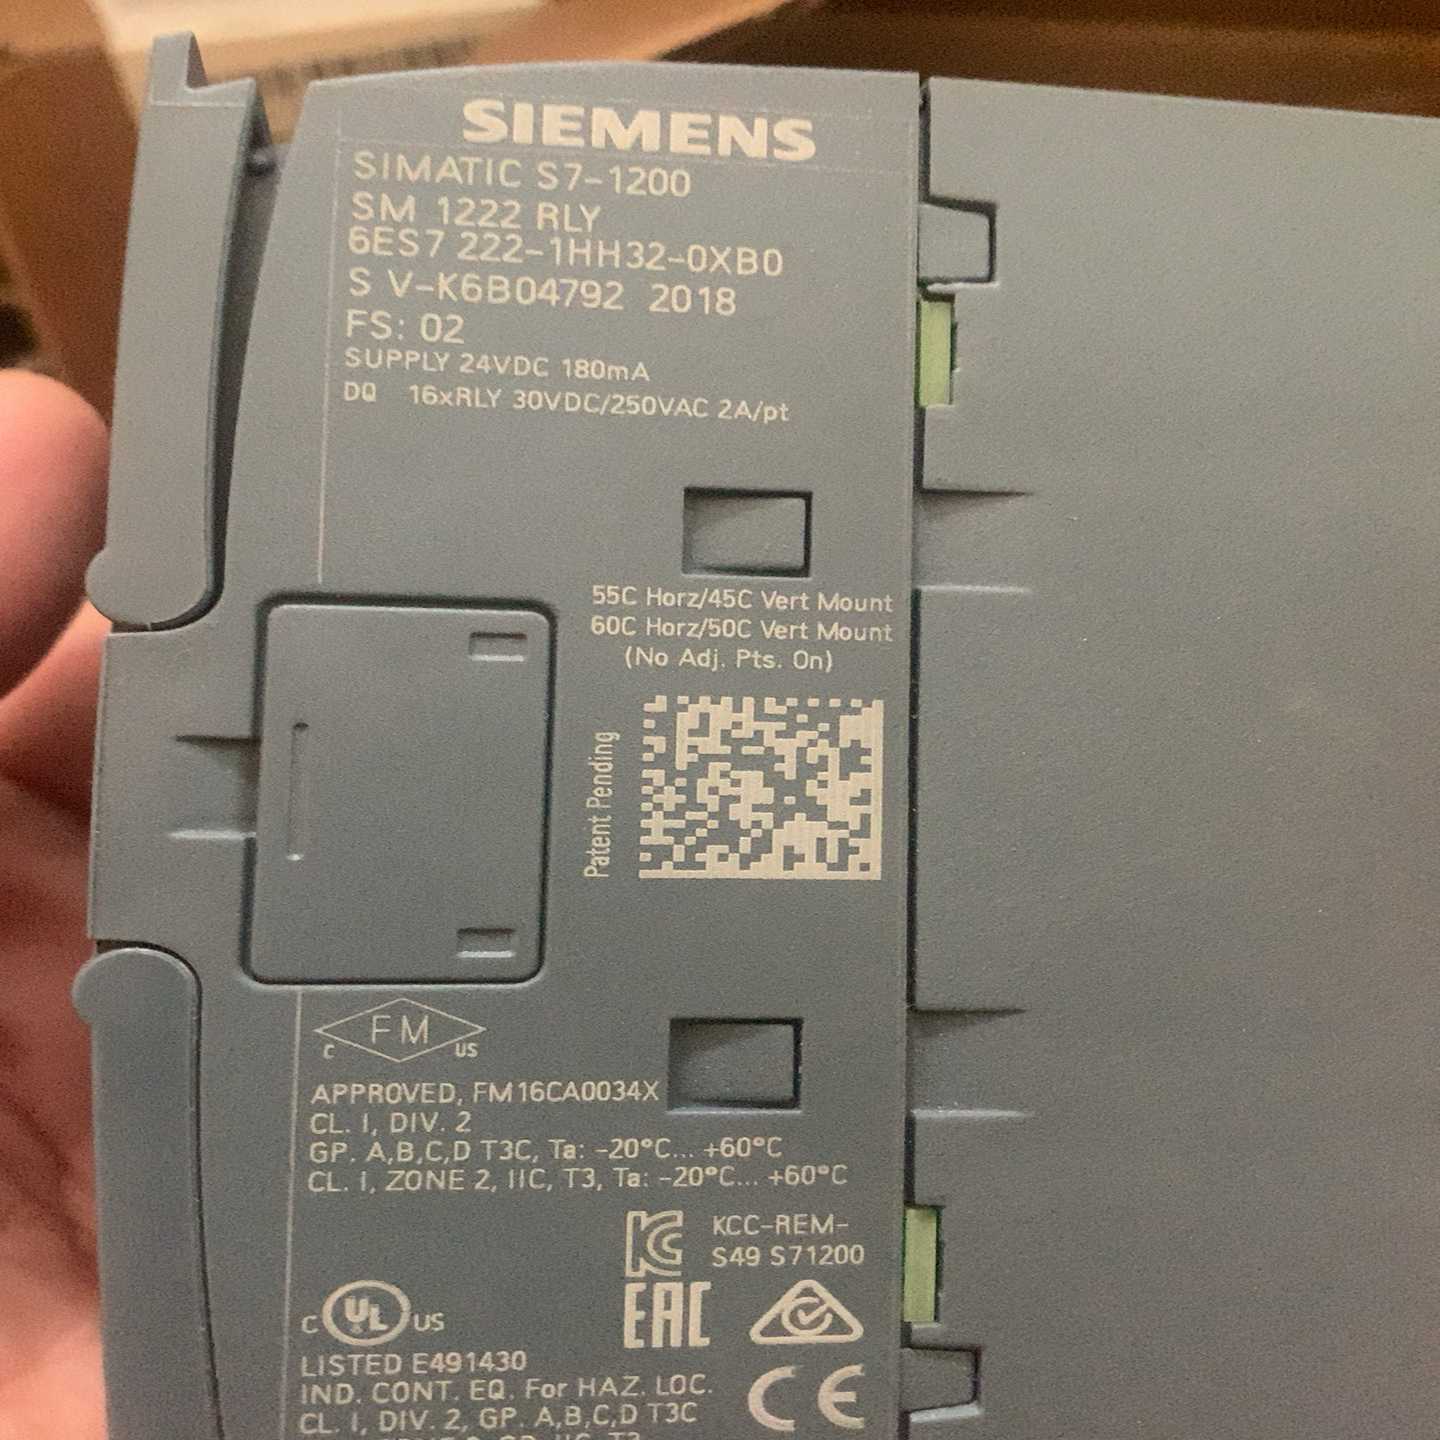 SIEMENS
SIMATIC S7-1200
SM 1222 RLY
6ES7 222-1HH32-0XB0
S V-K6B04792 2018
FS: 02
SUPPLY 24VDC 180mA
DQ 16xRLY 30VDC/250VAC 2A/pt
55C Horz/45C Vert Mount
60C Horz/50C Vert Mount
(No Adj. Pts. On)
Patent Pending
FM
C US
APPROVED, FM16CA0034X
CL. I, DIV. 2
GP. A,B,C,D T3C, Ta: -20°C... +60°C
CL. I, ZONE 2, IIC, T3, Ta: -20°C... +60°C
KCC-REM-
S49 S71200
EAC
C UL US
LISTED E491430
IND. CONT. EQ. For HAZ. LOC.
CL. I, DIV. 2, GP. A,B,C,D T3C
CE